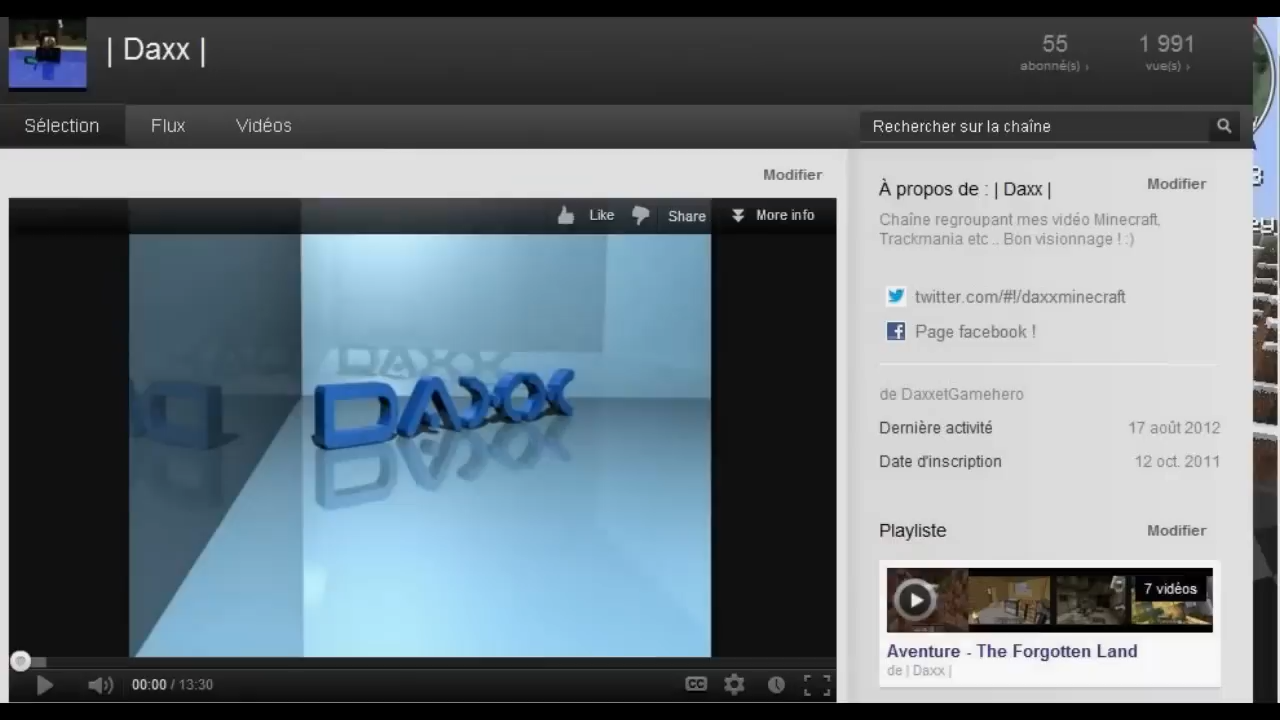 | Daxx |
55
abonné(s) ›
1 991
vue(s) ›
Sélection
Flux
Vidéos
Rechercher sur la chaîne
Modifier
Like
Share
More info
DAXX
00:00 / 13:30
CC
À propos de : | Daxx |
Modifier
Chaîne regroupant mes vidéo Minecraft,
Trackmania etc .. Bon visionnage ! :)
twitter.com/#!/daxxminecraft
Page facebook !
de DaxxetGamehero
Dernière activité 17 août 2012
Date d'inscription 12 oct. 2011
Playliste
Modifier
7 vidéos
Aventure - The Forgotten Land
de | Daxx |